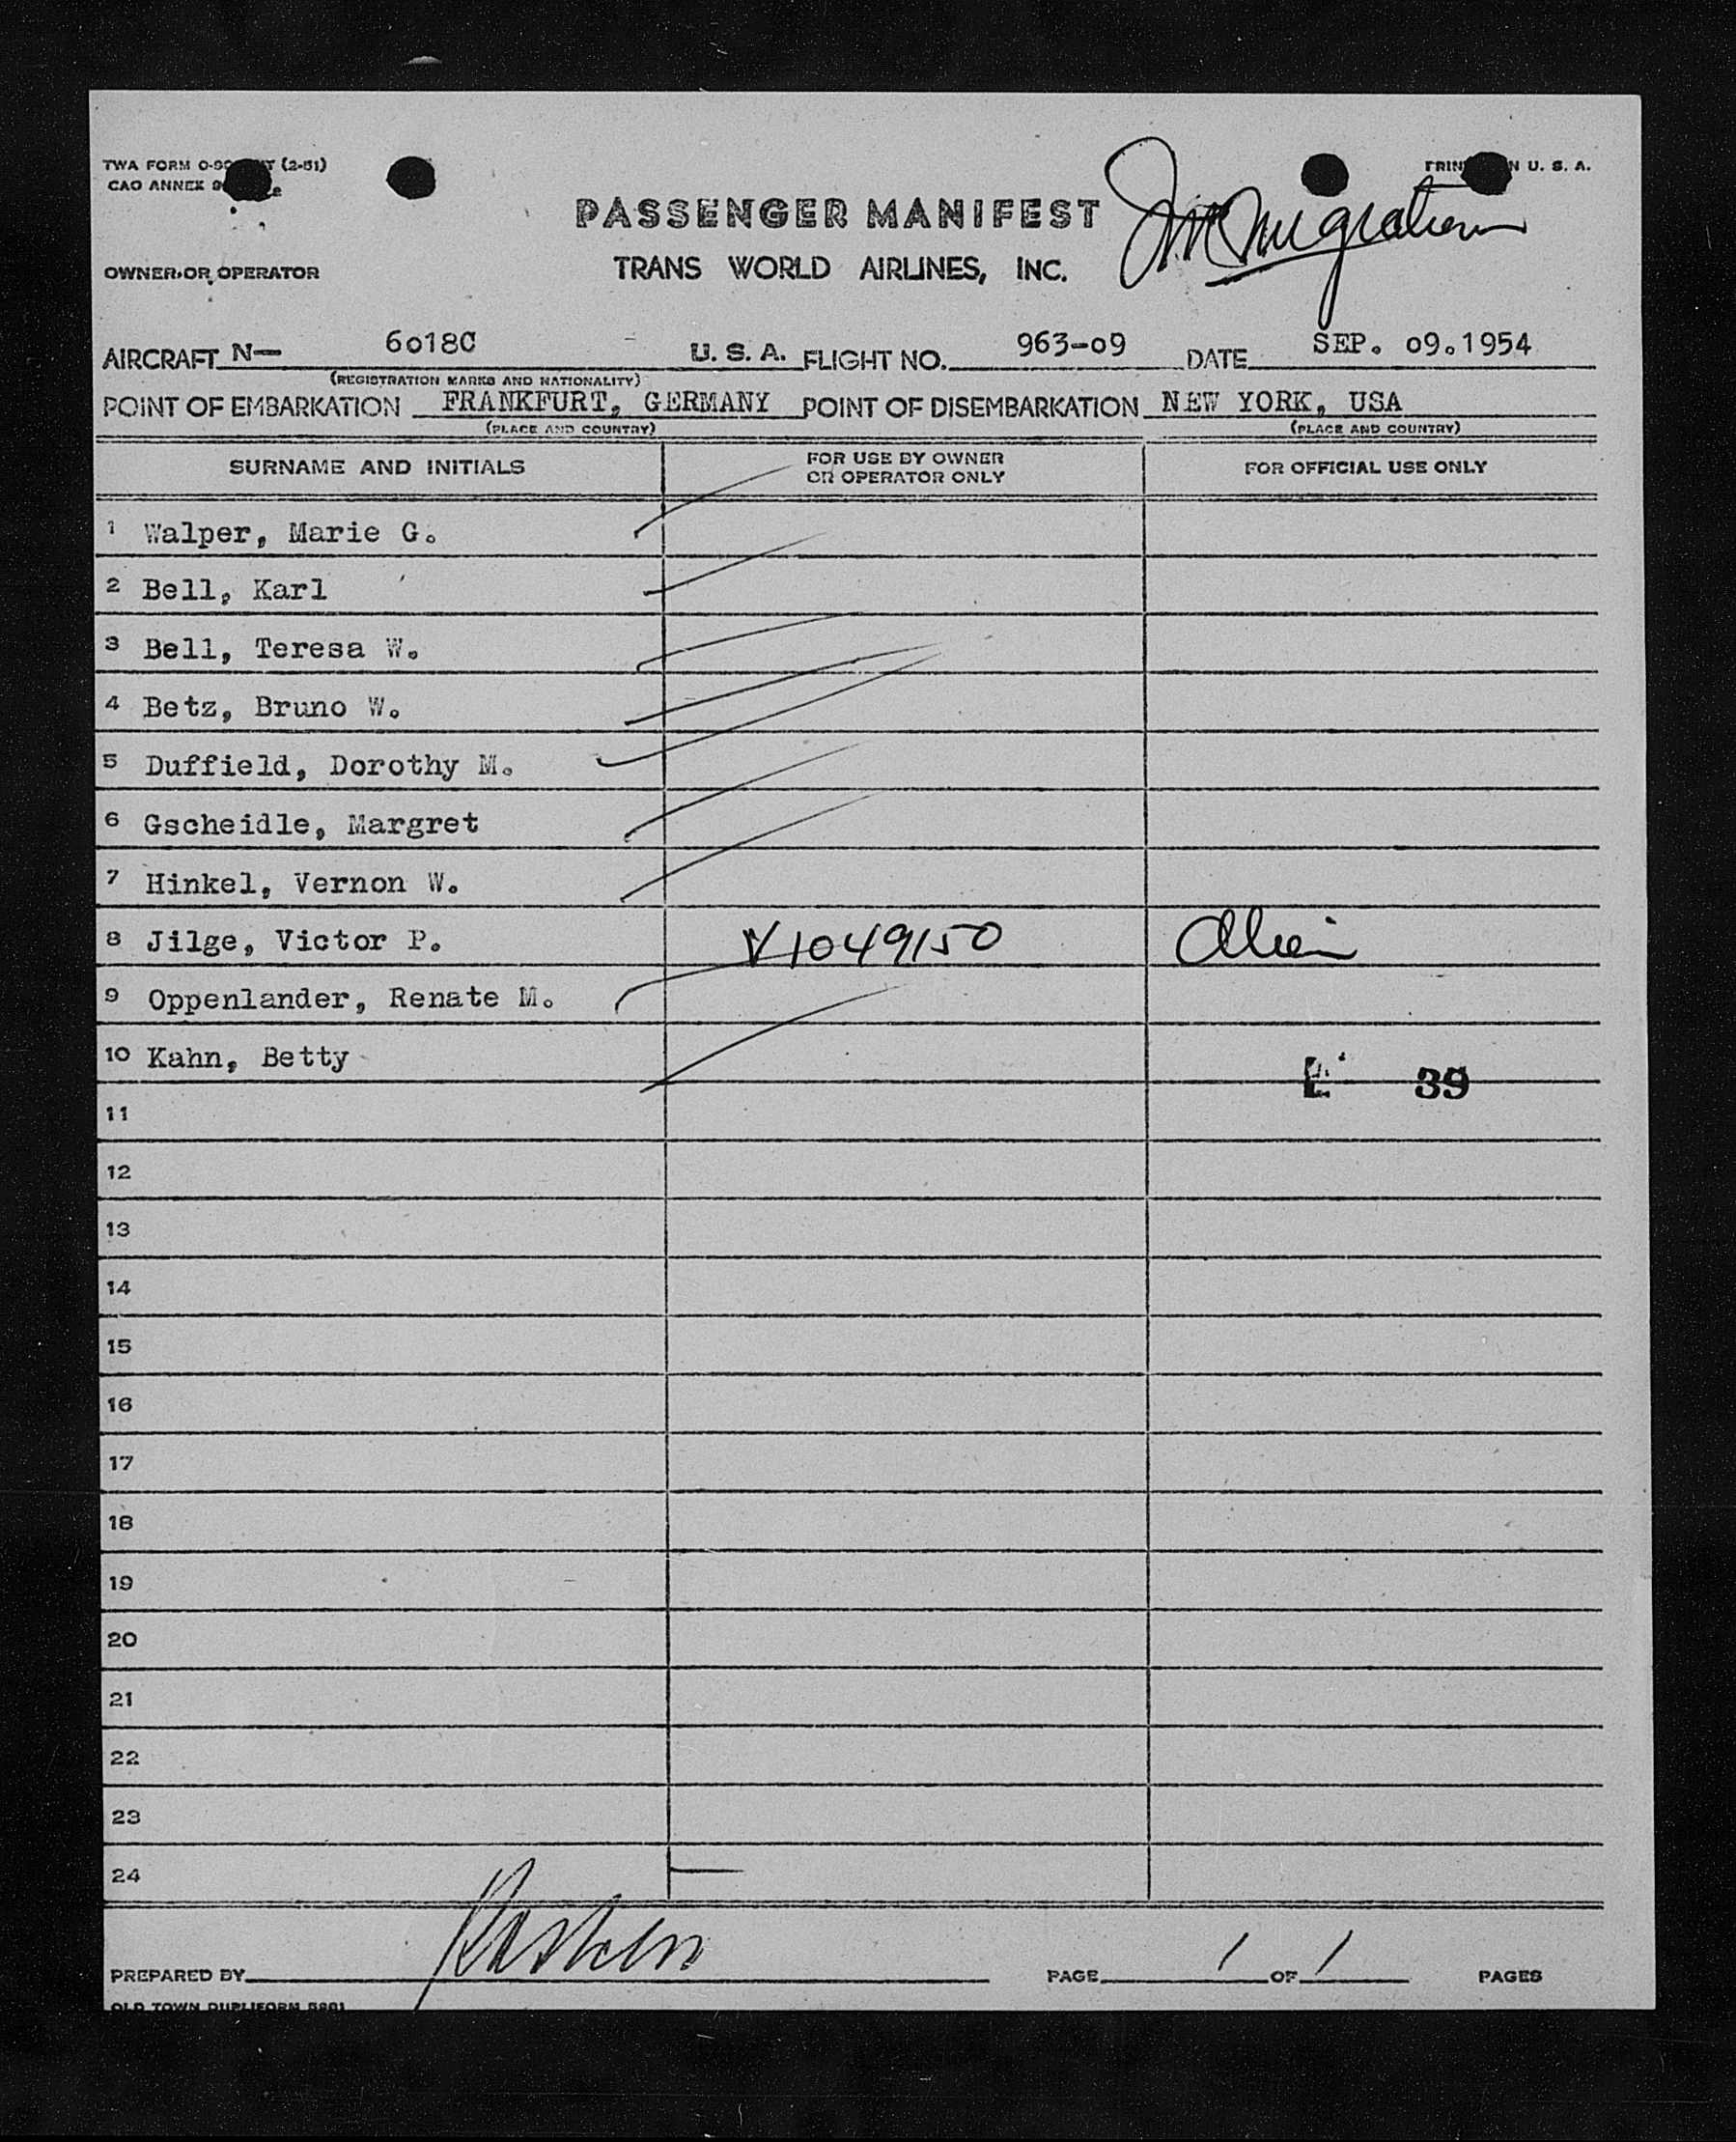 TWA FORM (2-51)
CAO ANNEX
PRINTED IN U. S. A.
PASSENGER MANIFEST
Immigration
OWNER OR OPERATOR TRANS WORLD AIRLINES, INC.
AIRCRAFT N— 6018C U. S. A. FLIGHT NO. 963-09 DATE SEP. 09.1954
(REGISTRATION MARKS AND NATIONALITY)
POINT OF EMBARKATION FRANKFURT, GERMANY POINT OF DISEMBARKATION NEW YORK, USA
(PLACE AND COUNTRY) (PLACE AND COUNTRY)
SURNAME AND INITIALS FOR USE BY OWNER OR OPERATOR ONLY FOR OFFICIAL USE ONLY
1 Walper, Marie G.
2 Bell, Karl
3 Bell, Teresa W.
4 Betz, Bruno W.
5 Duffield, Dorothy M.
6 Gscheidle, Margret
7 Hinkel, Vernon W.
8 Jilge, Victor P. V1049150 Alien
9 Oppenlander, Renate M.
10 Kahn, Betty
39
11
12
13
14
15
16
17
18
19
20
21
22
23
24
PREPARED BY PAGE 1 OF 1 PAGES
OLD TOWN DUPLIFORM 5801